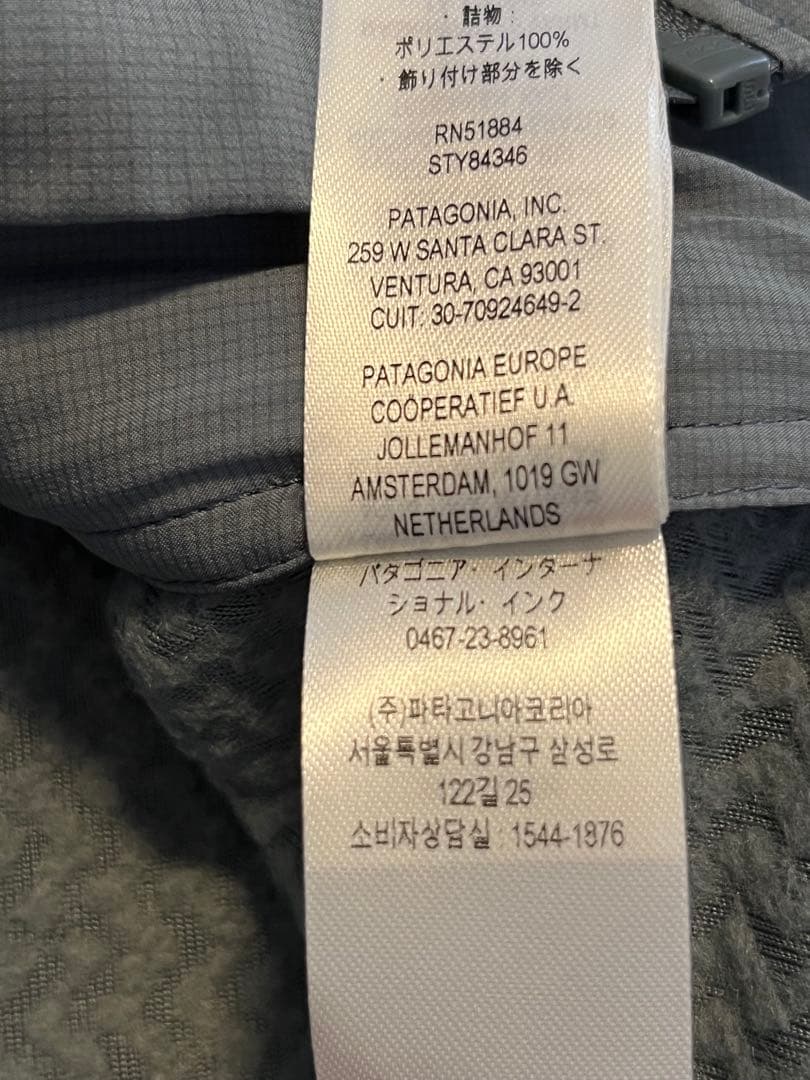 ・詰物：
ポリエステル100%
・飾り付け部分を除く
RN51884
STY84346
PATAGONIA, INC.
259 W SANTA CLARA ST.
VENTURA, CA 93001
CUIT: 30-70924649-2
PATAGONIA EUROPE
COÖPERATIEF U.A.
JOLLEMANHOF 11
AMSTERDAM, 1019 GW
NETHERLANDS
パタゴニア・インターナ
ショナル・インク
0467-23-8961
(주)파타고니아코리아
서울특별시 강남구 삼성로
122길 25
소비자상담실 : 1544-1876